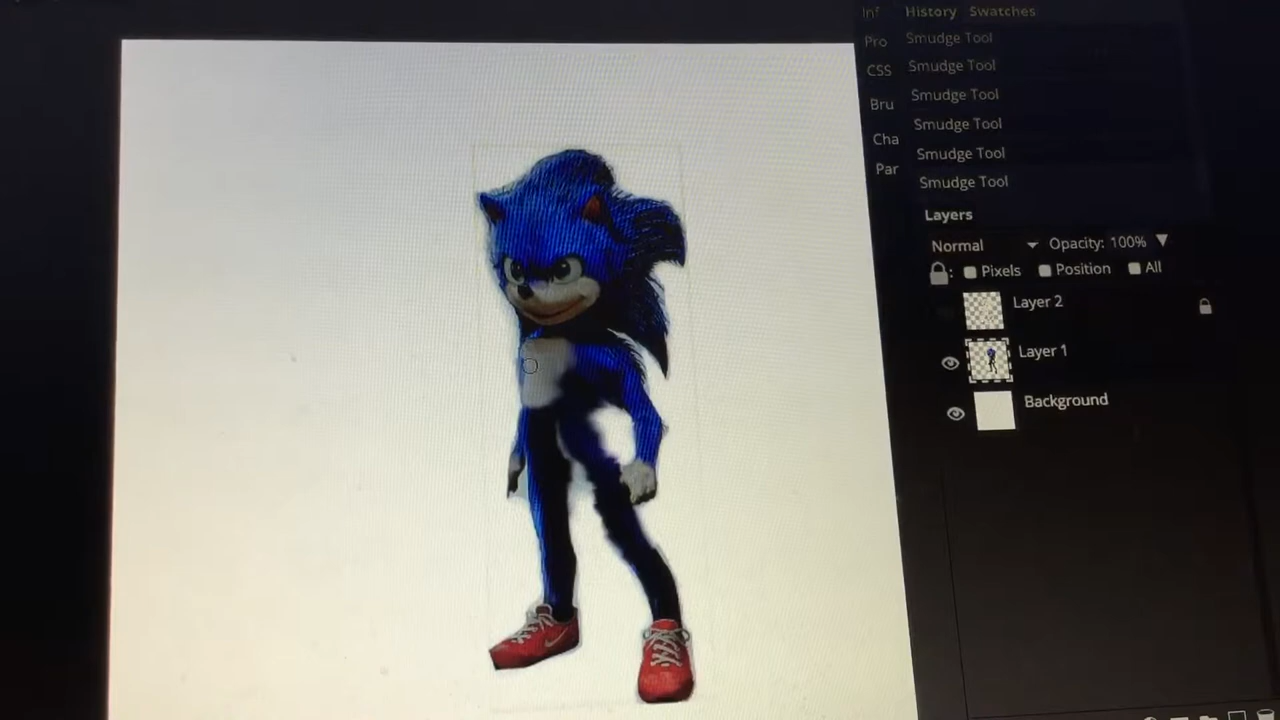 Inf History Swatches
Pro Smudge Tool
CSS Smudge Tool
Bru Smudge Tool
Cha Smudge Tool
Par Smudge Tool
Smudge Tool
Layers
Normal Opacity: 100%
: Pixels Position All
Layer 2
Layer 1
Background